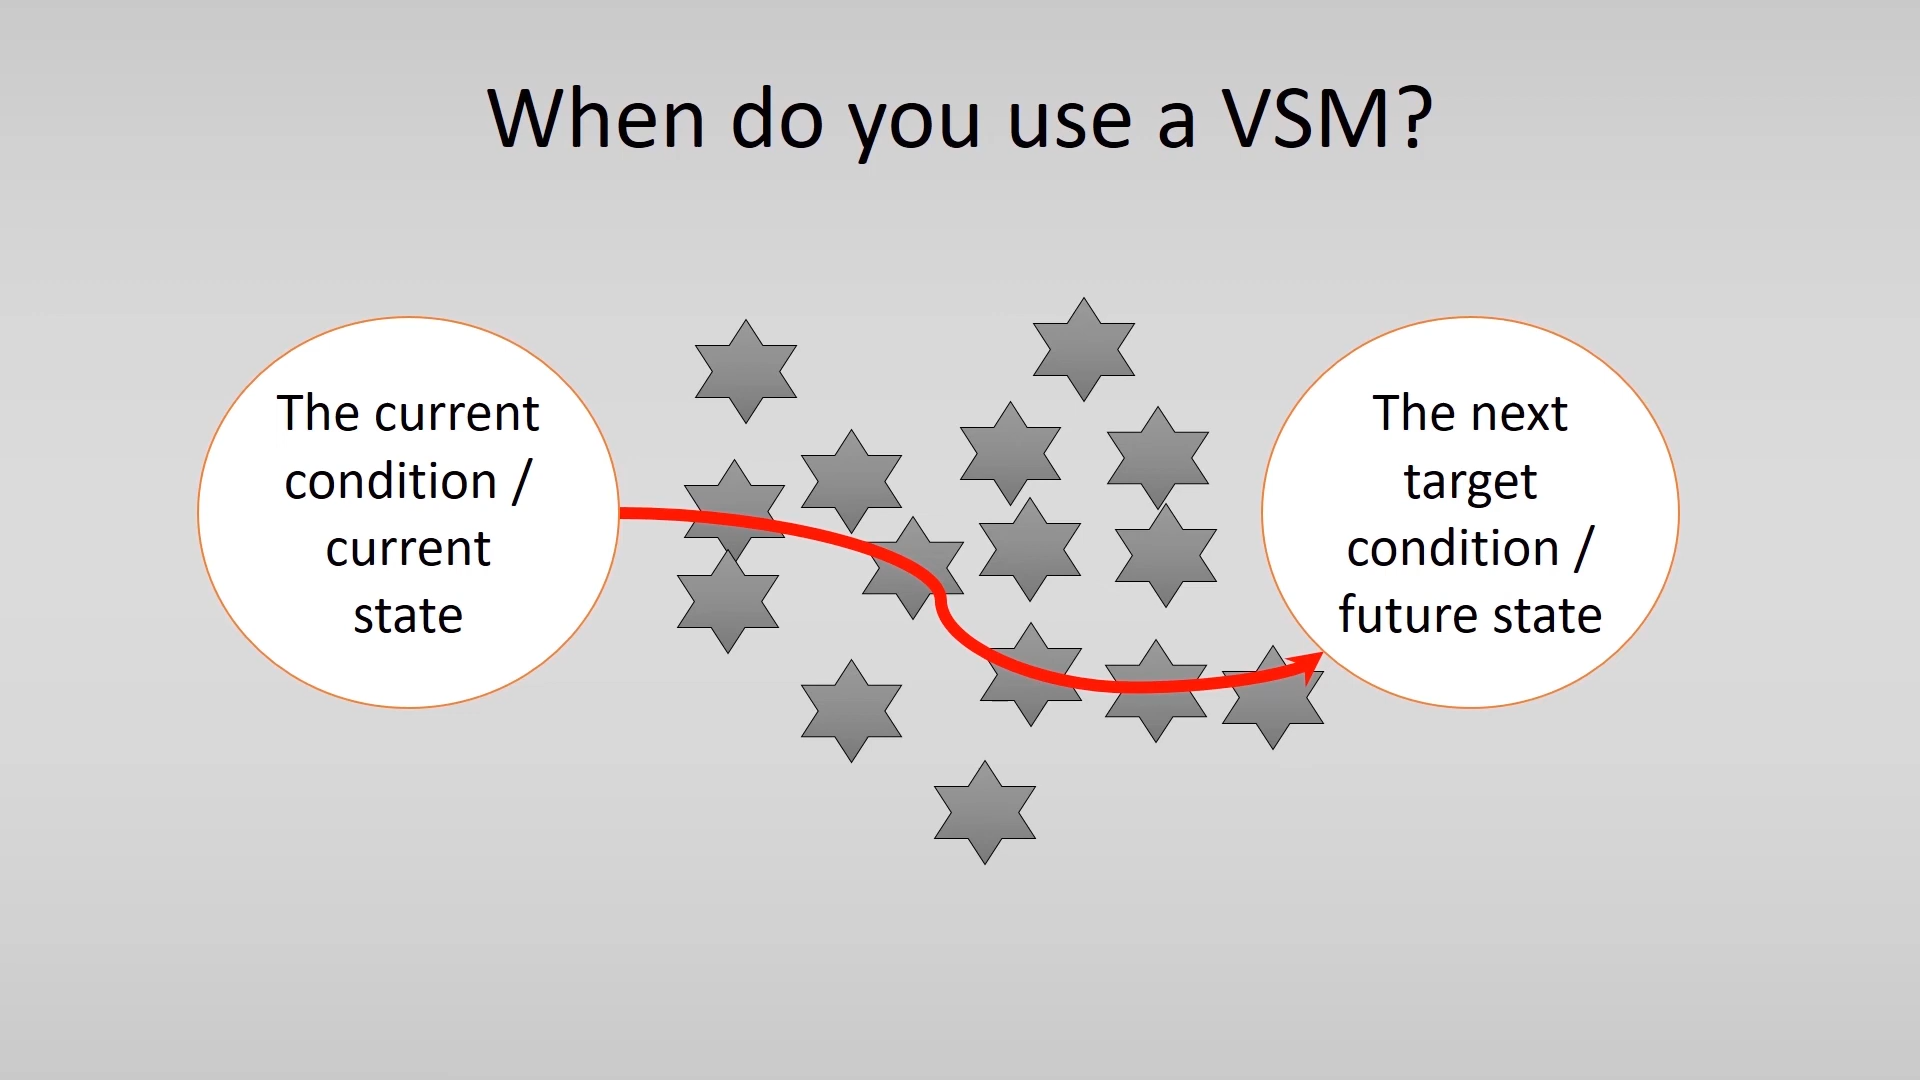 When do you use a VSM?
The current
condition /
current
state
The next
target
condition /
future state